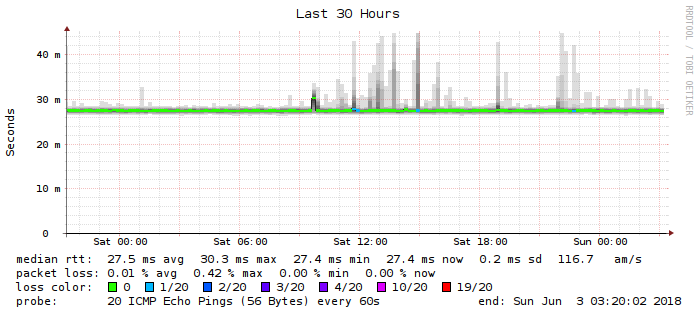 Last 30 Hours
RRDTOOL / TOBI OETIKER
Seconds
40 m
30 m
20 m
10 m
0
Sat 00:00 Sat 06:00 Sat 12:00 Sat 18:00 Sun 00:00
median rtt: 27.5 ms avg 30.3 ms max 27.4 ms min 27.4 ms now 0.2 ms sd 116.7 am/s
packet loss: 0.01 % avg 0.42 % max 0.00 % min 0.00 % now
loss color: 0 1/20 2/20 3/20 4/20 10/20 19/20
probe: 20 ICMP Echo Pings (56 Bytes) every 60s end: Sun Jun 3 03:20:02 2018